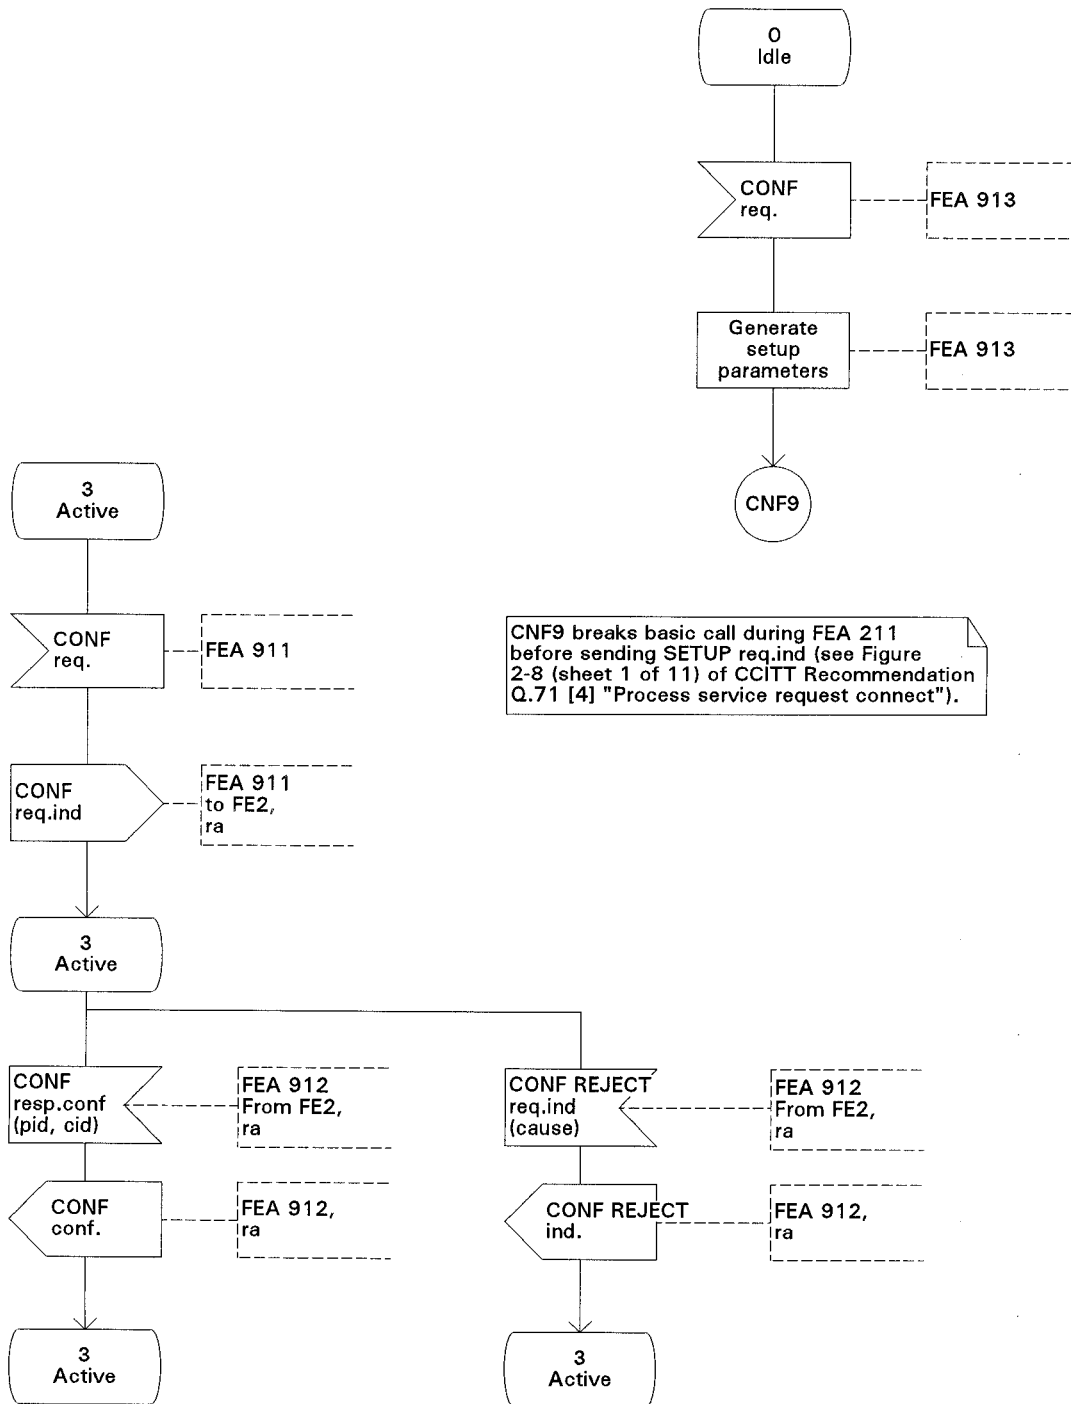 0
Idle
CONF
req.
FEA 913
Generate
setup
parameters
FEA 913
CNF9
3
Active
CONF
req.
FEA 911
CNF9 breaks basic call during FEA 211
before sending SETUP req.ind (see Figure
2-8 (sheet 1 of 11) of CCITT Recommendation
Q.71 [4] "Process service request connect").
CONF
req.ind
FEA 911
to FE2,
ra
3
Active
CONF
resp.conf
(pid, cid)
FEA 912
From FE2,
ra
CONF REJECT
req.ind
(cause)
FEA 912
From FE2,
ra
CONF
conf.
FEA 912,
ra
CONF REJECT
ind.
FEA 912,
ra
3
Active
3
Active